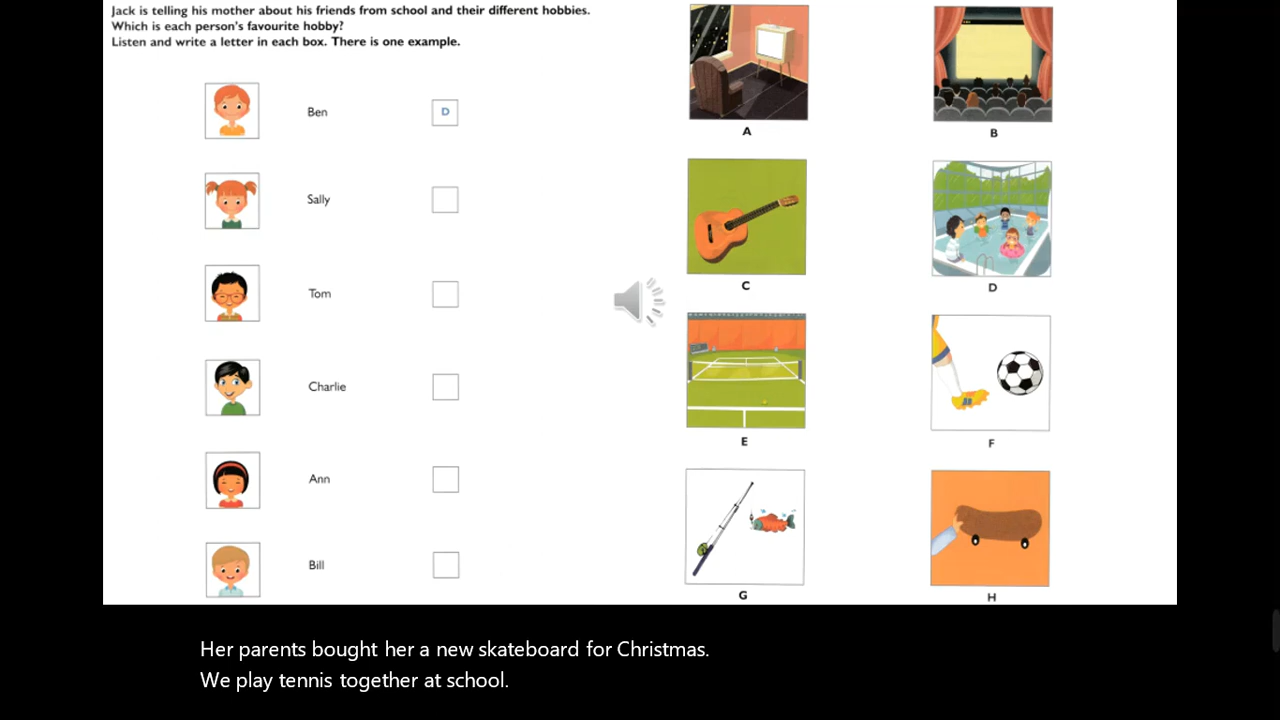 Jack is telling his mother about his friends from school and their different hobbies.
Which is each person's favourite hobby?
Listen and write a letter in each box. There is one example.
Ben
D
Sally
Tom
Charlie
Ann
Bill
A
B
C
D
E
F
G
H
Her parents bought her a new skateboard for Christmas.
We play tennis together at school.